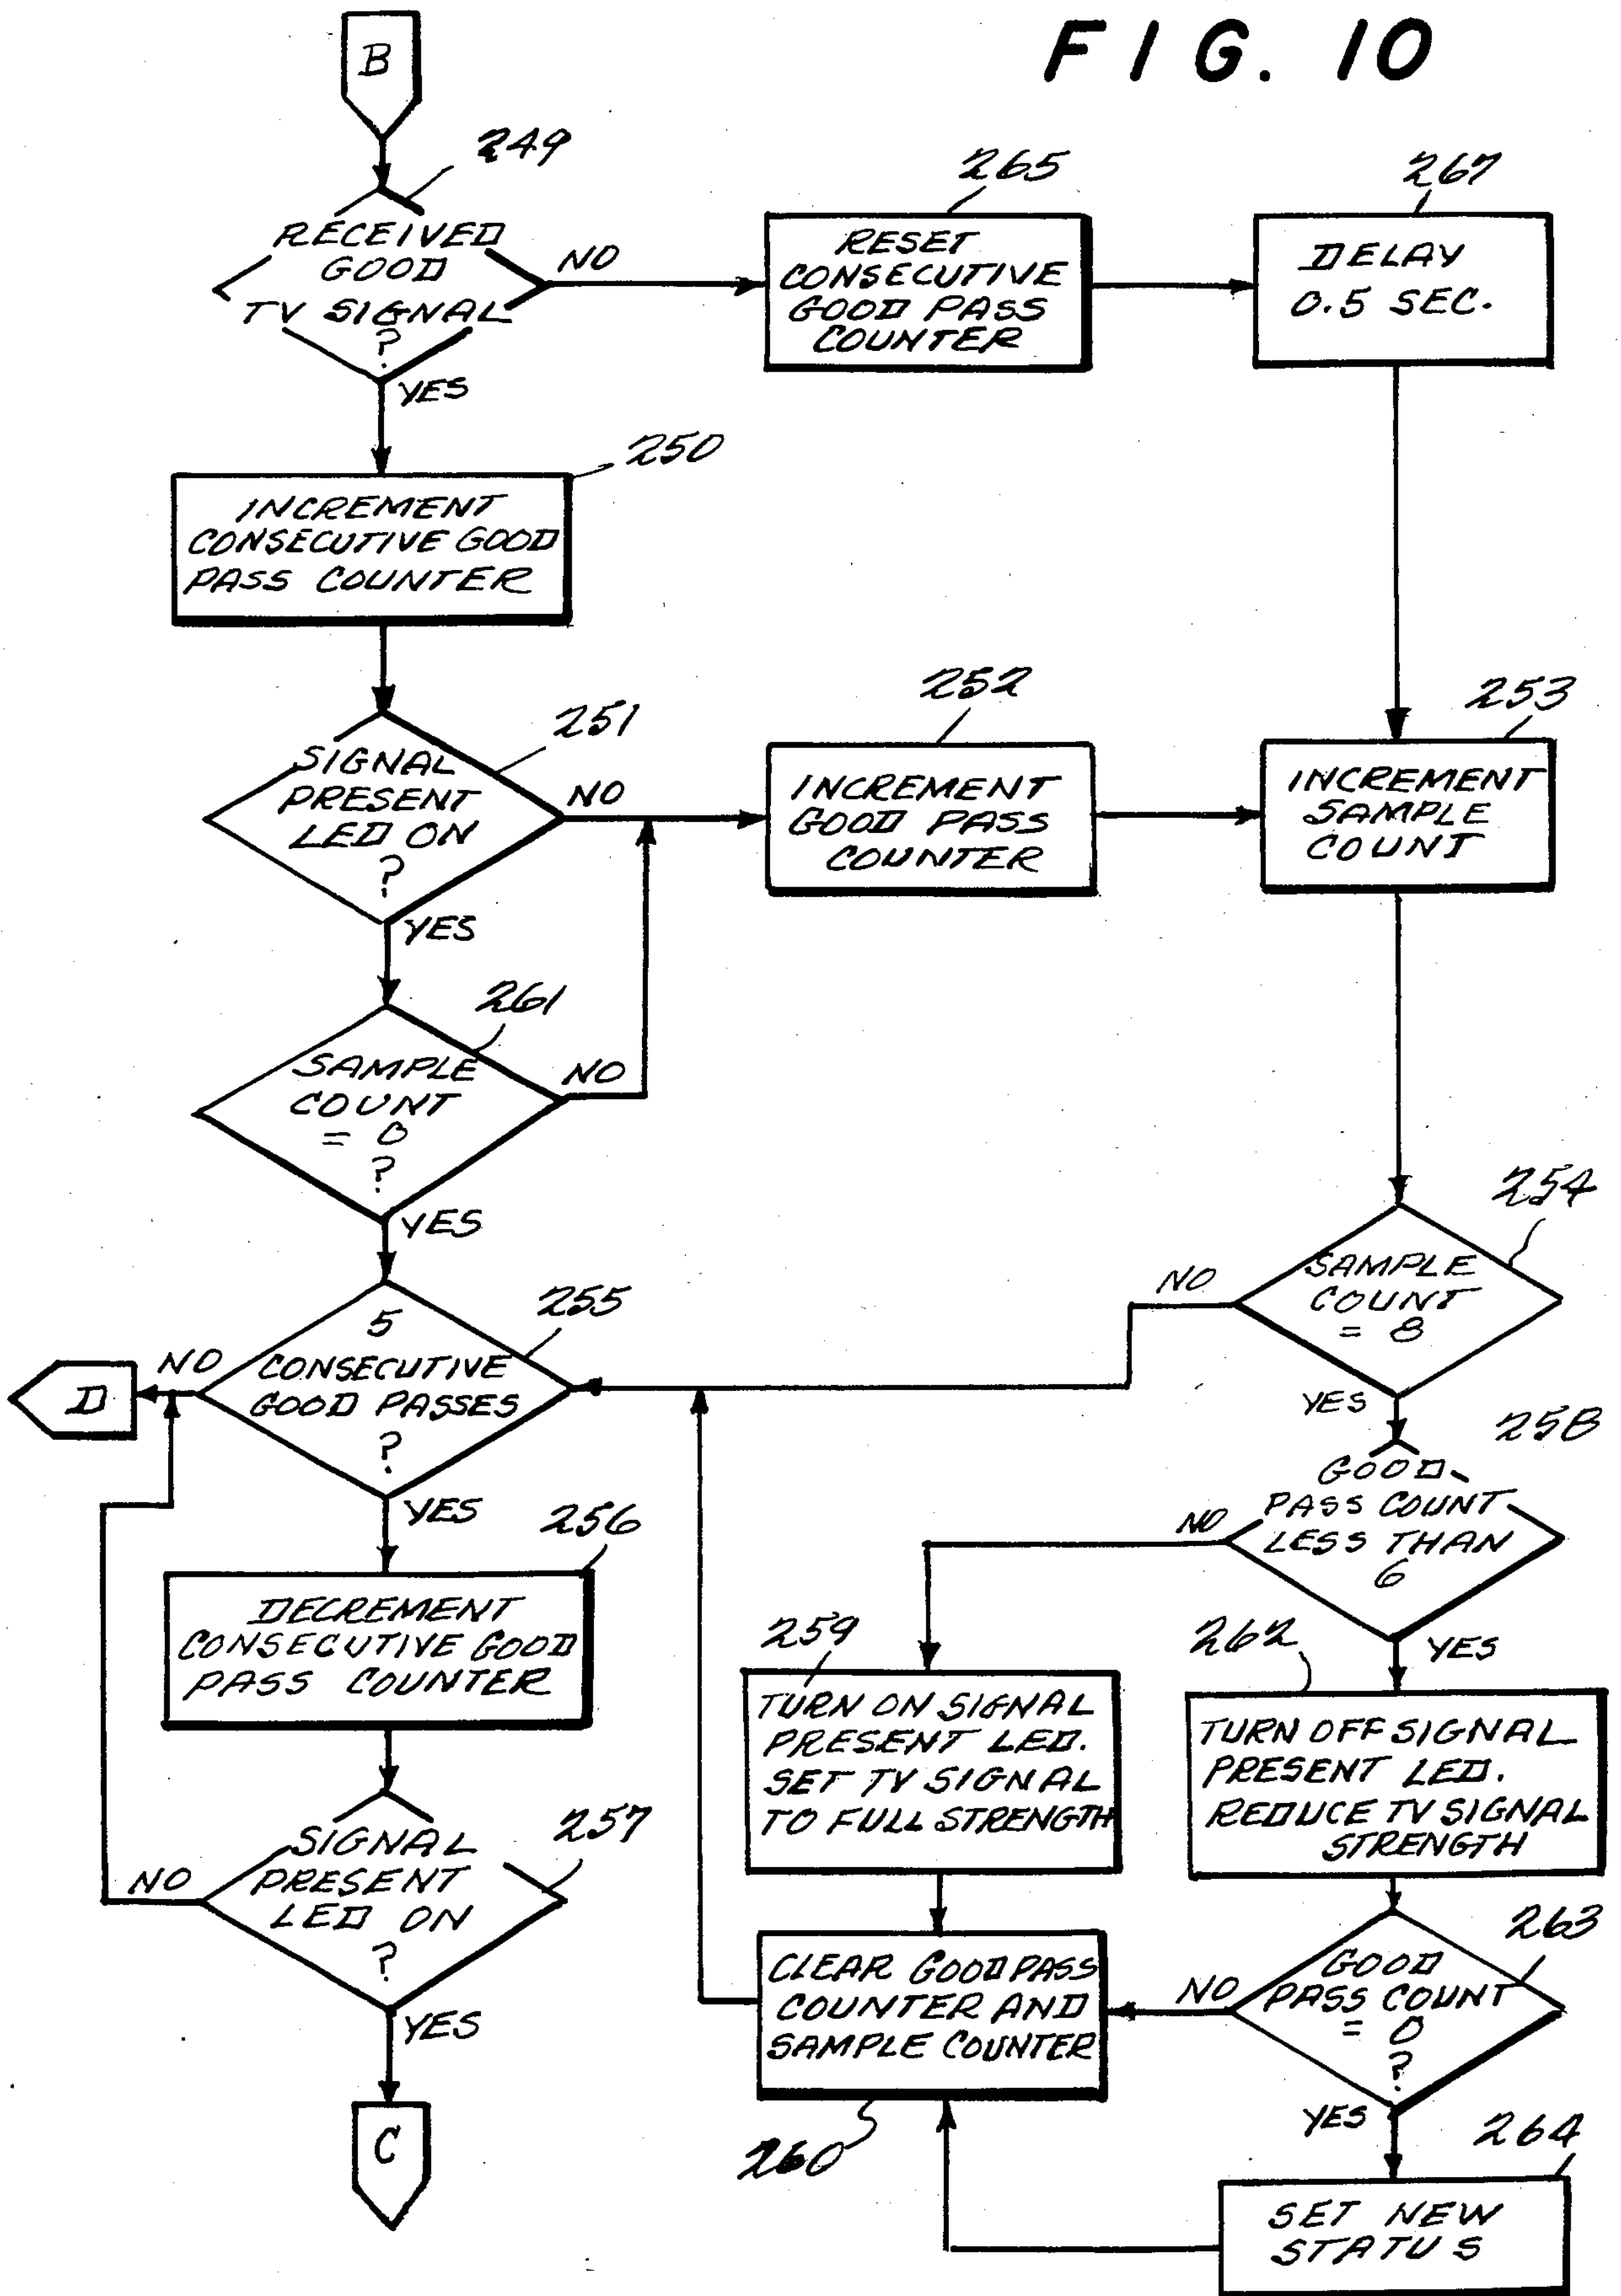 FIG. 10
B
249
RECEIVED
GOOD
TV SIGNAL
?
NO
YES
265
RESET
CONSECUTIVE
GOOD PASS
COUNTER
267
DELAY
0.5 SEC.
250
INCREMENT
CONSECUTIVE GOOD
PASS COUNTER
251
SIGNAL
PRESENT
LED ON
?
NO
YES
252
INCREMENT
GOOD PASS
COUNTER
253
INCREMENT
SAMPLE
COUNT
261
SAMPLE
COUNT
= 0
?
NO
YES
254
SAMPLE
COUNT
= 8
NO
YES
255
5
CONSECUTIVE
GOOD PASSES
?
NO
D
YES
258
GOOD
PASS COUNT
LESS THAN
6
NO
YES
256
DECREMENT
CONSECUTIVE GOOD
PASS COUNTER
259
TURN ON SIGNAL
PRESENT LED.
SET TV SIGNAL
TO FULL STRENGTH
262
TURN OFF SIGNAL
PRESENT LED.
REDUCE TV SIGNAL
STRENGTH
257
SIGNAL
PRESENT
LED ON
?
NO
YES
C
CLEAR GOOD PASS
COUNTER AND
SAMPLE COUNTER
260
263
GOOD
PASS COUNT
= 0
?
NO
YES
264
SET NEW
STATUS